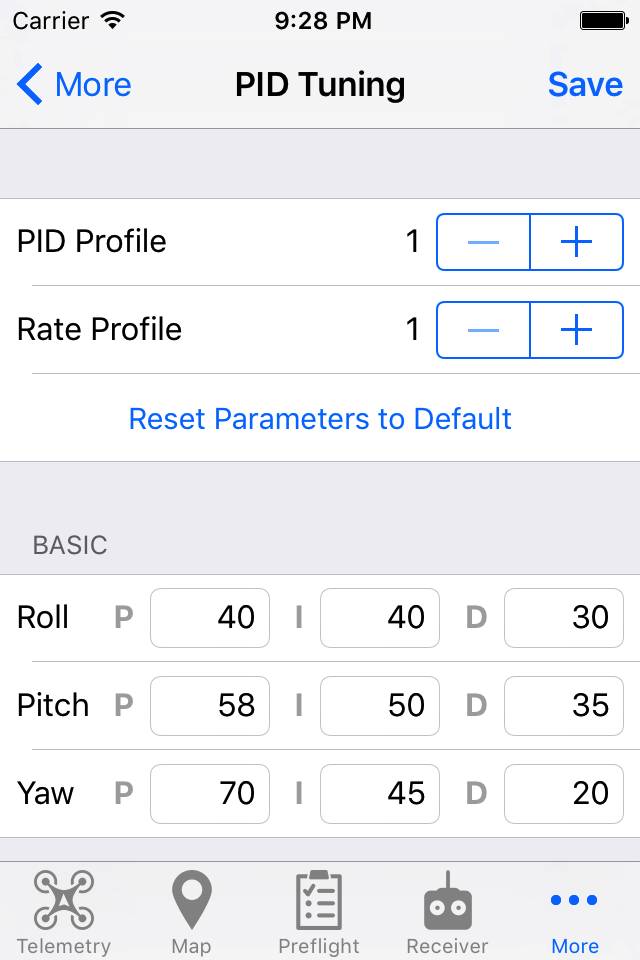 Carrier 9:28 PM
More PID Tuning Save
PID Profile 1
Rate Profile 1
Reset Parameters to Default
BASIC
Roll P 40 I 40 D 30
Pitch P 58 I 50 D 35
Yaw P 70 I 45 D 20
Telemetry Map Preflight Receiver More